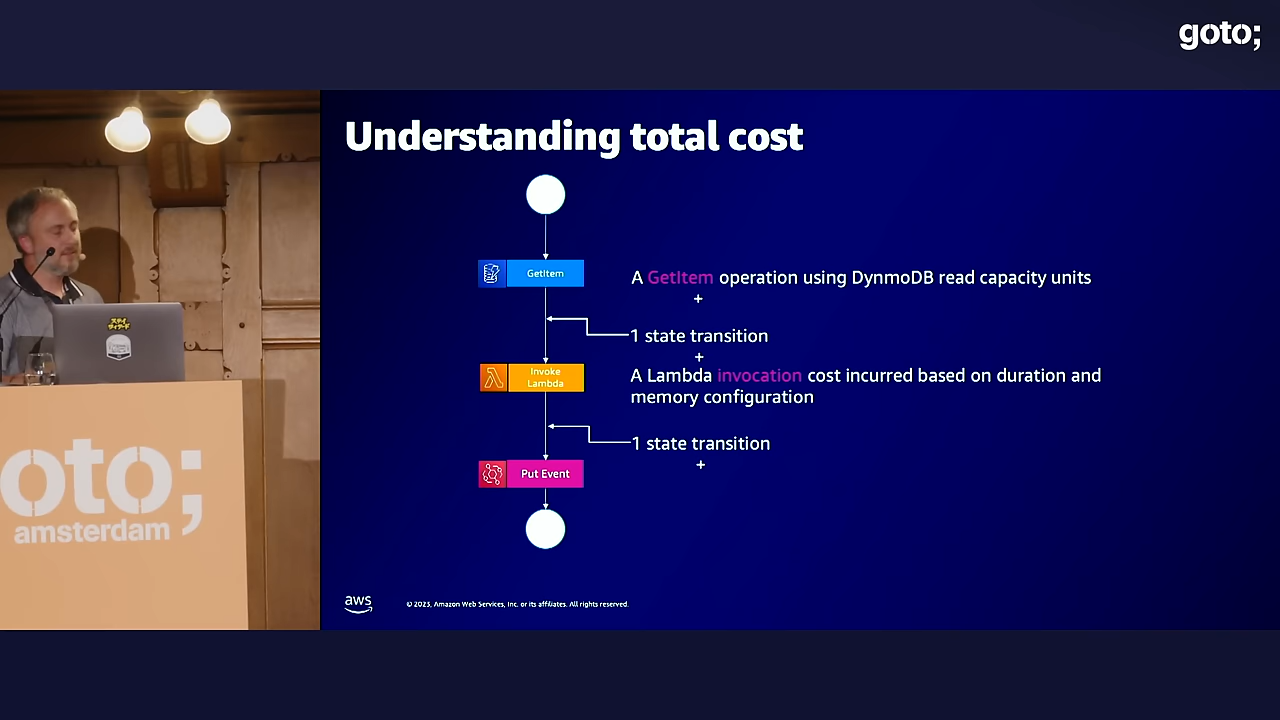 goto;
Understanding total cost
GetItem
A GetItem operation using DynmoDB read capacity units
+
1 state transition
+
Invoke
Lambda
A Lambda invocation cost incurred based on duration and
memory configuration
1 state transition
+
Put Event
oto;
amsterdam
aws
© 2023, Amazon Web Services, Inc. or its affiliates. All rights reserved.